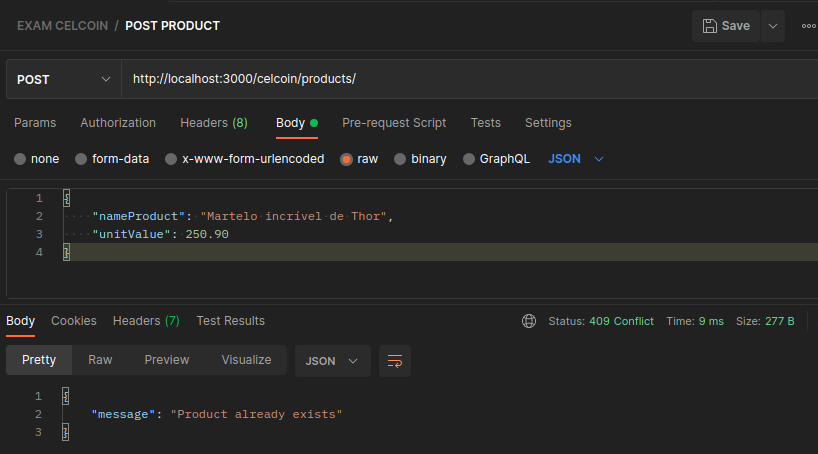 EXAM CELCOIN / POST PRODUCT
Save
POST
http://localhost:3000/celcoin/products/
Params Authorization Headers (8) Body Pre-request Script Tests Settings
none form-data x-www-form-urlencoded raw binary GraphQL JSON
1 {
2 "nameProduct": "Martelo incrível de Thor",
3 "unitValue": 250.90
4 }
Body Cookies Headers (7) Test Results Status: 409 Conflict Time: 9 ms Size: 277 B
Pretty Raw Preview Visualize JSON
1 {
2 "message": "Product already exists"
3 }